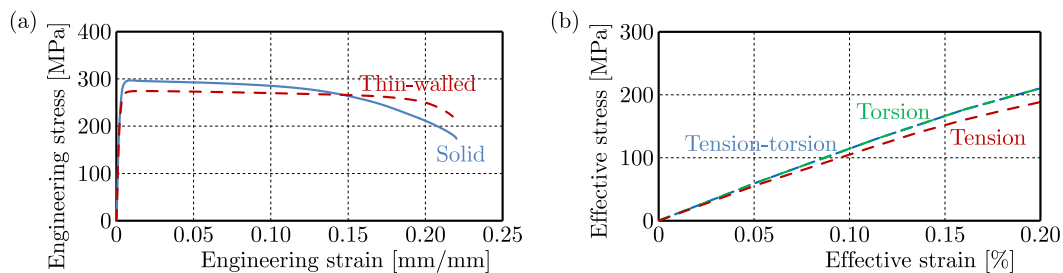 (a)
Engineering stress [MPa]
400
300
200
100
0
0
0.05
0.10
0.15
0.20
0.25
Thin-walled
Solid
Engineering strain [mm/mm]
(b)
Effective stress [MPa]
300
200
100
0
0
0.05
0.10
0.15
0.20
Torsion
Tension-torsion
Tension
Effective strain [%]